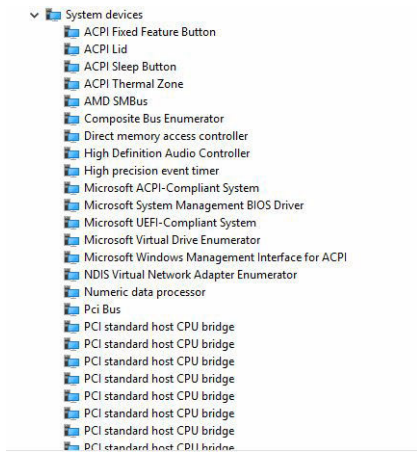 System devices
ACPI Fixed Feature Button
ACPI Lid
ACPI Sleep Button
ACPI Thermal Zone
AMD SMBus
Composite Bus Enumerator
Direct memory access controller
High Definition Audio Controller
High precision event timer
Microsoft ACPI-Compliant System
Microsoft System Management BIOS Driver
Microsoft UEFI-Compliant System
Microsoft Virtual Drive Enumerator
Microsoft Windows Management Interface for ACPI
NDIS Virtual Network Adapter Enumerator
Numeric data processor
Pci Bus
PCI standard host CPU bridge
PCI standard host CPU bridge
PCI standard host CPU bridge
PCI standard host CPU bridge
PCI standard host CPU bridge
PCI standard host CPU bridge
PCI standard host CPU bridge
PCI standard host CPU bridge